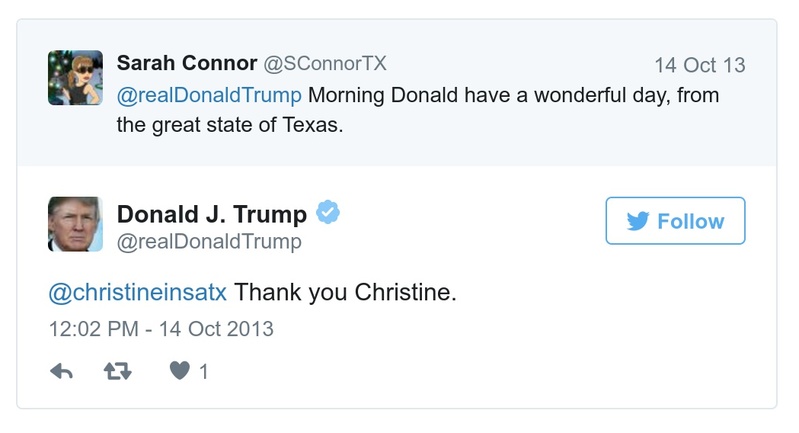 Sarah Connor @SConnorTX 14 Oct 13
@realDonaldTrump Morning Donald have a wonderful day, from
the great state of Texas.
Donald J. Trump
@realDonaldTrump
Follow
@christineinsatx Thank you Christine.
12:02 PM - 14 Oct 2013
1